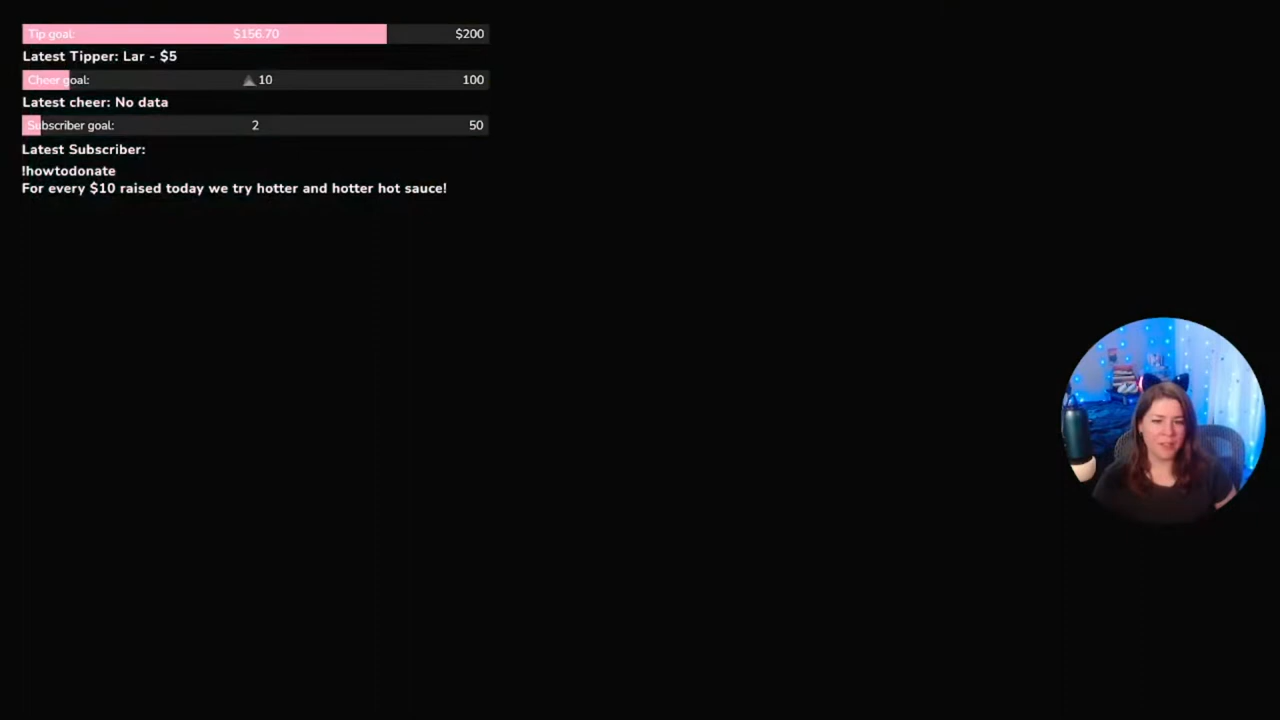 Tip goal: $156.70 $200
Latest Tipper: Lar - $5
Cheer goal: 10 100
Latest cheer: No data
Subscriber goal: 2 50
Latest Subscriber:
!howtodonate
For every $10 raised today we try hotter and hotter hot sauce!